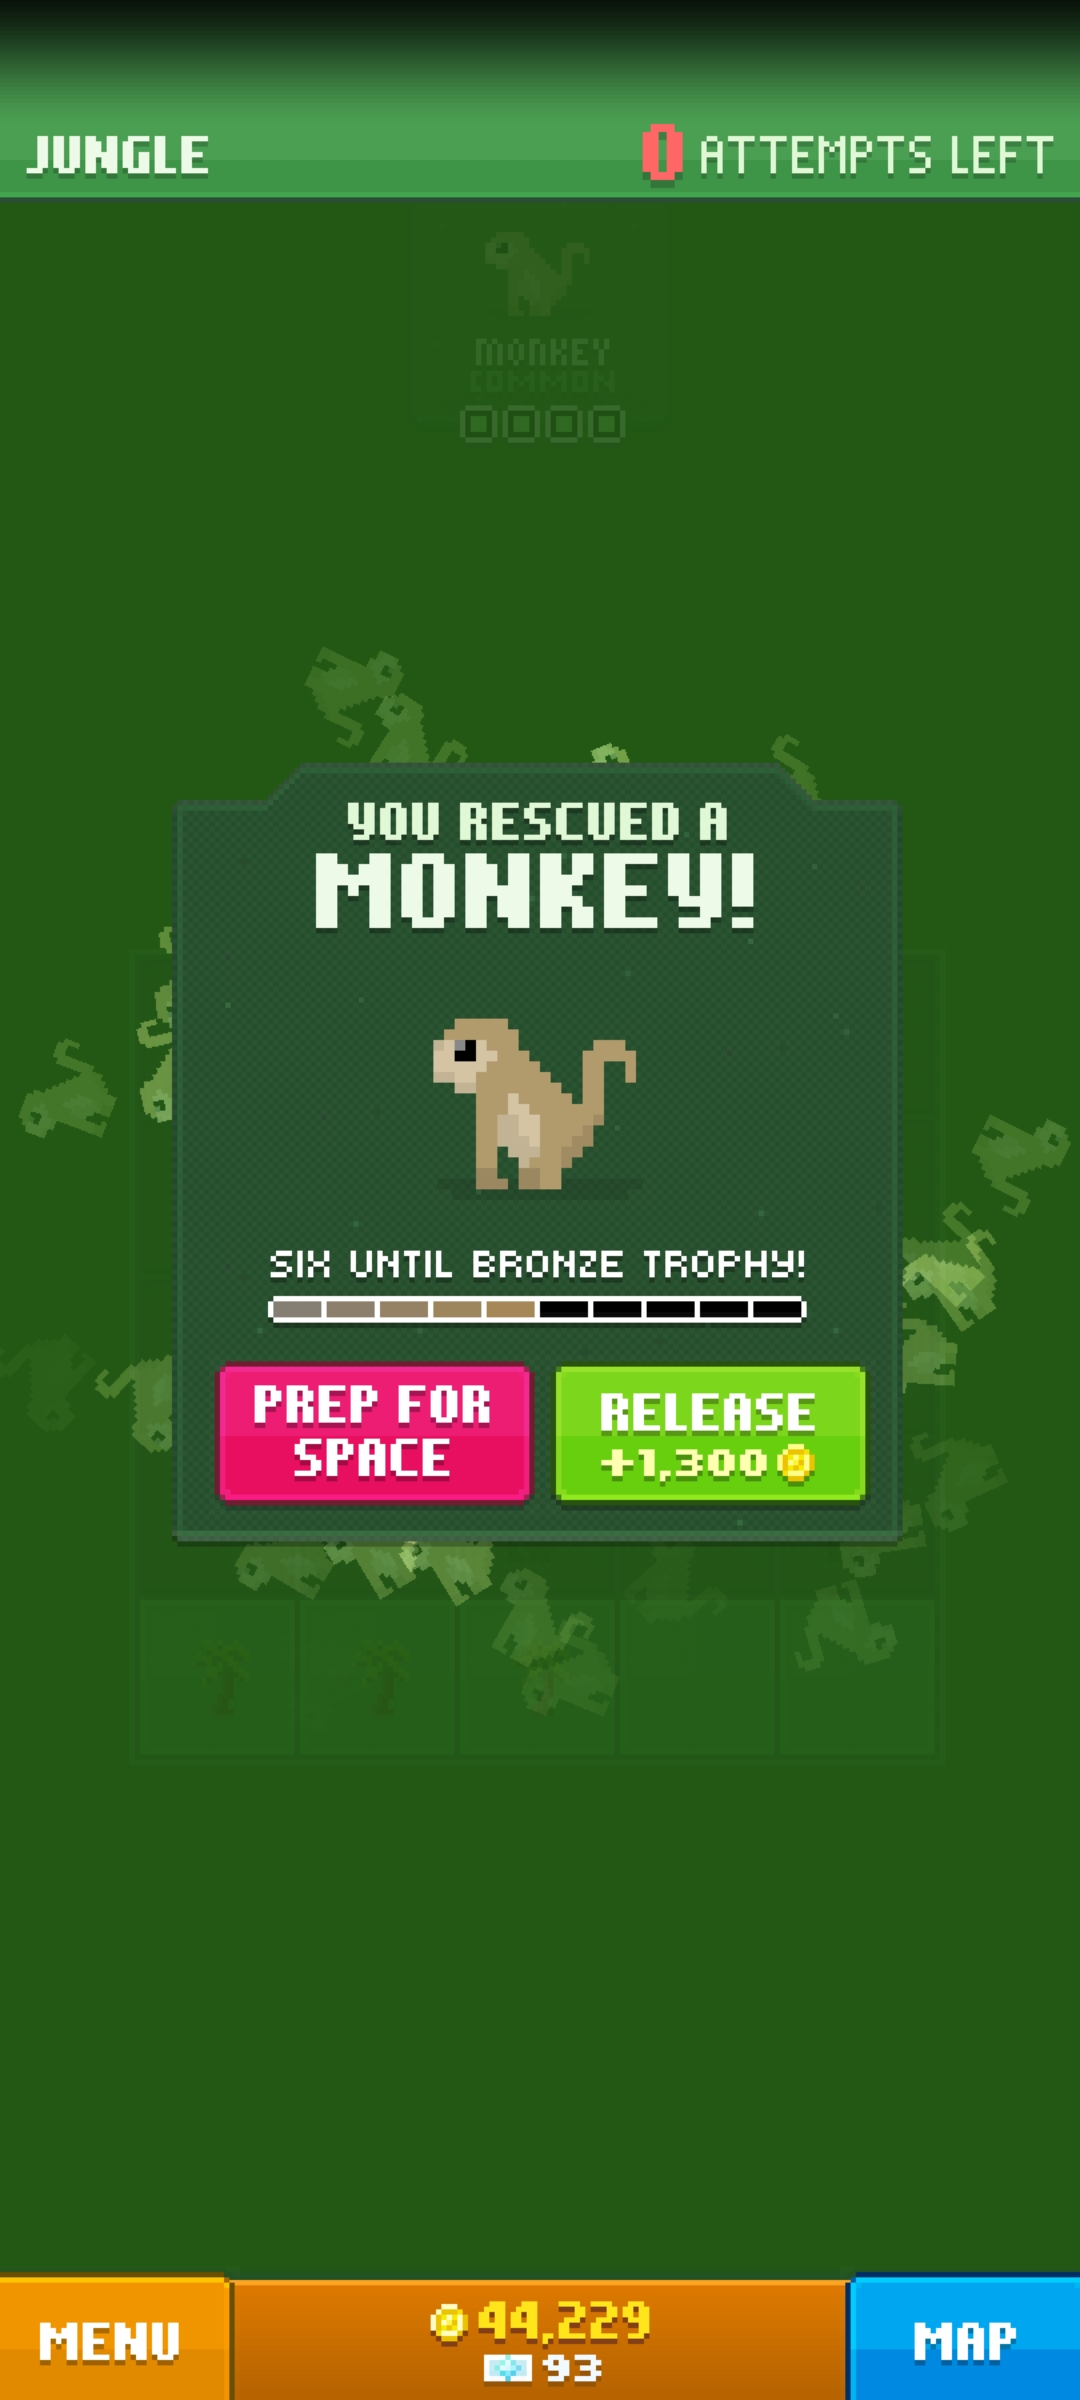 JUNGLE
0 ATTEMPTS LEFT
MONKEY
COMMON
YOU RESCUED A
MONKEY!
SIX UNTIL BRONZE TROPHY!
PREP FOR
SPACE
RELEASE
+1,300
MENU
44,229
93
MAP